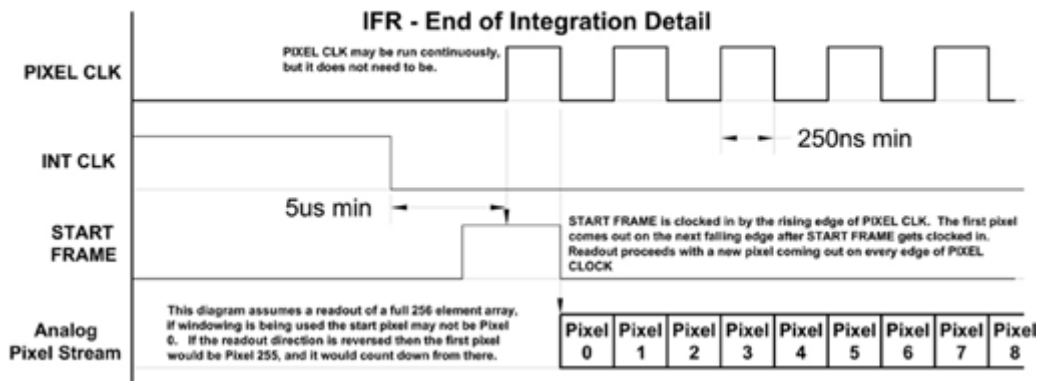 IFR - End of Integration Detail
PIXEL CLK may be run continuously,
but it does not need to be.
PIXEL CLK
250ns min
INT CLK
5us min
START
FRAME
START FRAME is clocked in by the rising edge of PIXEL CLK. The first pixel
comes out on the next falling edge after START FRAME gets clocked in.
Readout proceeds with a new pixel coming out on every edge of PIXEL
CLOCK
This diagram assumes a readout of a full 256 element array,
if windowing is being used the start pixel may not be Pixel
0. If the readout direction is reversed then the first pixel
would be Pixel 255, and it would count down from there.
Analog
Pixel Stream
Pixel Pixel Pixel Pixel Pixel Pixel Pixel Pixel Pixel
0 1 2 3 4 5 6 7 8